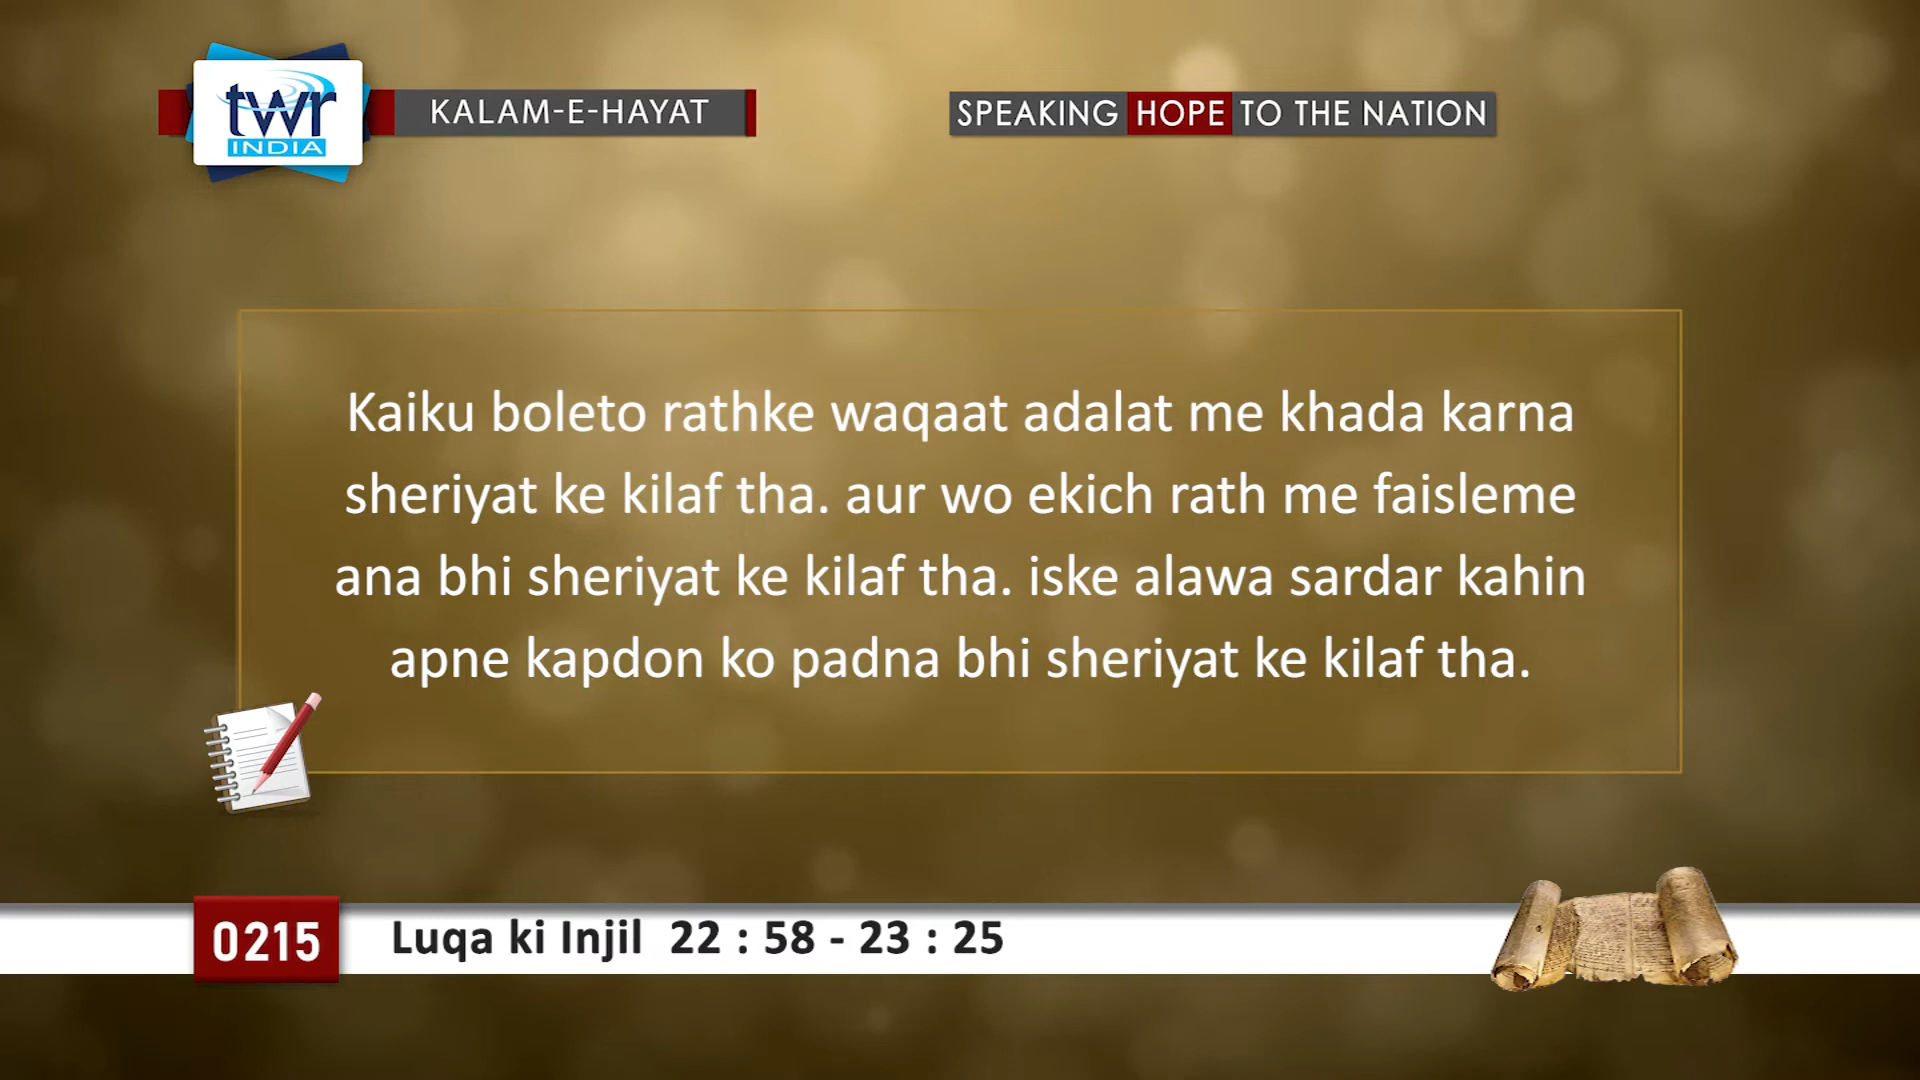 twr
INDIA
KALAM-E-HAYAT
SPEAKING HOPE TO THE NATION
Kaiku boleto rathke waqaat adalat me khada karna
sheriyat ke kilaf tha. aur wo ekich rath me faisleme
ana bhi sheriyat ke kilaf tha. iske alawa sardar kahin
apne kapdon ko padna bhi sheriyat ke kilaf tha.
0215
Luqa ki Injil 22 : 58 - 23 : 25